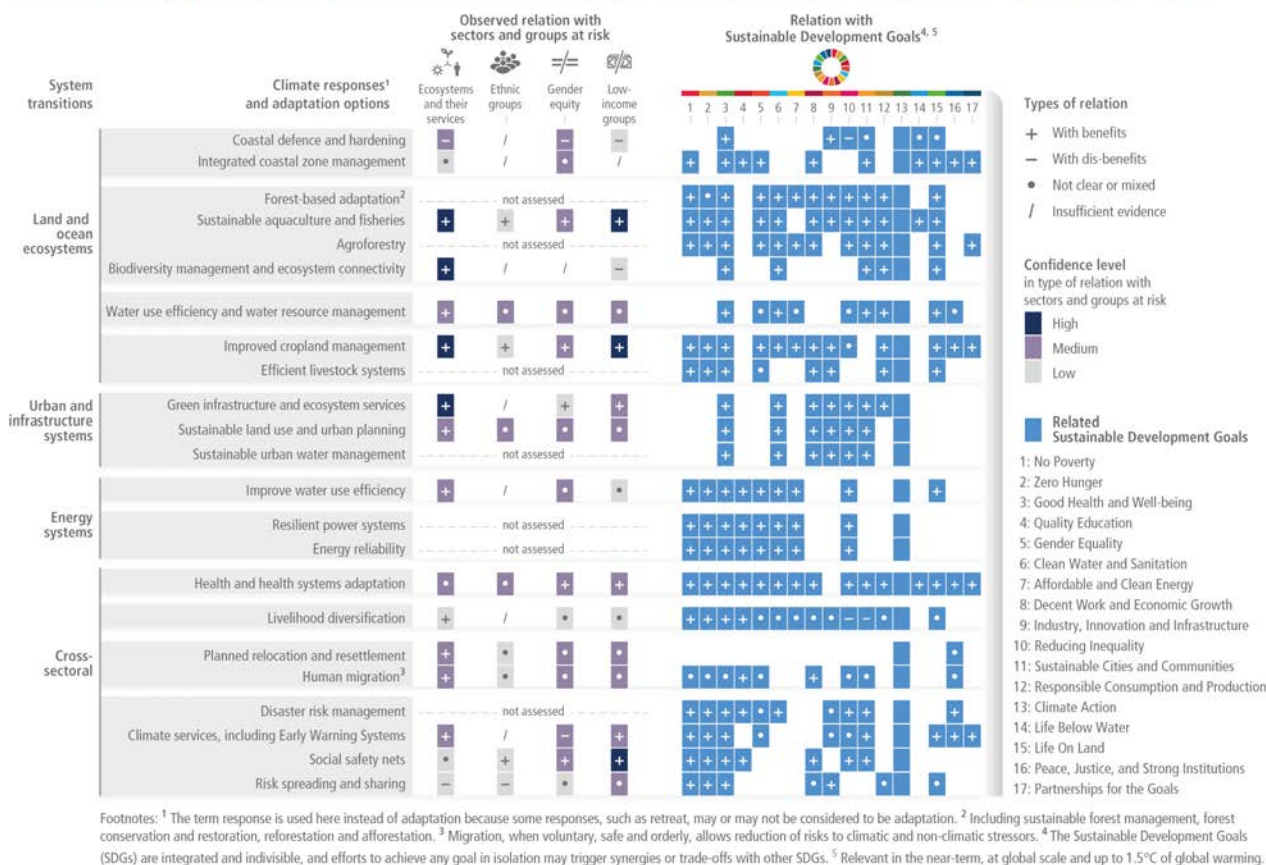 Observed relation with
sectors and groups at risk
Relation with
Sustainable Development Goals4, 5
System
transitions
Climate responses1
and adaptation options
Ecosystems
and their
services
Ethnic
groups
Gender
equity
Low-
income
groups
1 2 3 4 5 6 7 8 9 10 11 12 13 14 15 16 17
Land and
ocean
ecosystems
Coastal defence and hardening − / − −
Integrated coastal zone management • / • /
Forest-based adaptation2 not assessed
Sustainable aquaculture and fisheries + + + +
Agroforestry not assessed
Biodiversity management and ecosystem connectivity + / / −
Water use efficiency and water resource management + • • •
Improved cropland management + + + +
Efficient livestock systems not assessed
Urban and
infrastructure
systems
Green infrastructure and ecosystem services + / + +
Sustainable land use and urban planning + • • •
Sustainable urban water management not assessed
Energy
systems
Improve water use efficiency + / • •
Resilient power systems not assessed
Energy reliability not assessed
Cross-
sectoral
Health and health systems adaptation • • + +
Livelihood diversification + / • •
Planned relocation and resettlement + • • •
Human migration3 + • • •
Disaster risk management not assessed
Climate services, including Early Warning Systems + / − +
Social safety nets • + + +
Risk spreading and sharing − − • •
Types of relation
+ With benefits
− With dis-benefits
• Not clear or mixed
/ Insufficient evidence
Confidence level
in type of relation with
sectors and groups at risk
High
Medium
Low
Related
Sustainable Development Goals
1: No Poverty
2: Zero Hunger
3: Good Health and Well-being
4: Quality Education
5: Gender Equality
6: Clean Water and Sanitation
7: Affordable and Clean Energy
8: Decent Work and Economic Growth
9: Industry, Innovation and Infrastructure
10: Reducing Inequality
11: Sustainable Cities and Communities
12: Responsible Consumption and Production
13: Climate Action
14: Life Below Water
15: Life On Land
16: Peace, Justice, and Strong Institutions
17: Partnerships for the Goals
Footnotes: 1 The term response is used here instead of adaptation because some responses, such as retreat, may or may not be considered to be adaptation. 2 Including sustainable forest management, forest
conservation and restoration, reforestation and afforestation. 3 Migration, when voluntary, safe and orderly, allows reduction of risks to climatic and non-climatic stressors. 4 The Sustainable Development Goals
(SDGs) are integrated and indivisible, and efforts to achieve any goal in isolation may trigger synergies or trade-offs with other SDGs. 5 Relevant in the near-term, at global scale and up to 1.5°C of global warming.